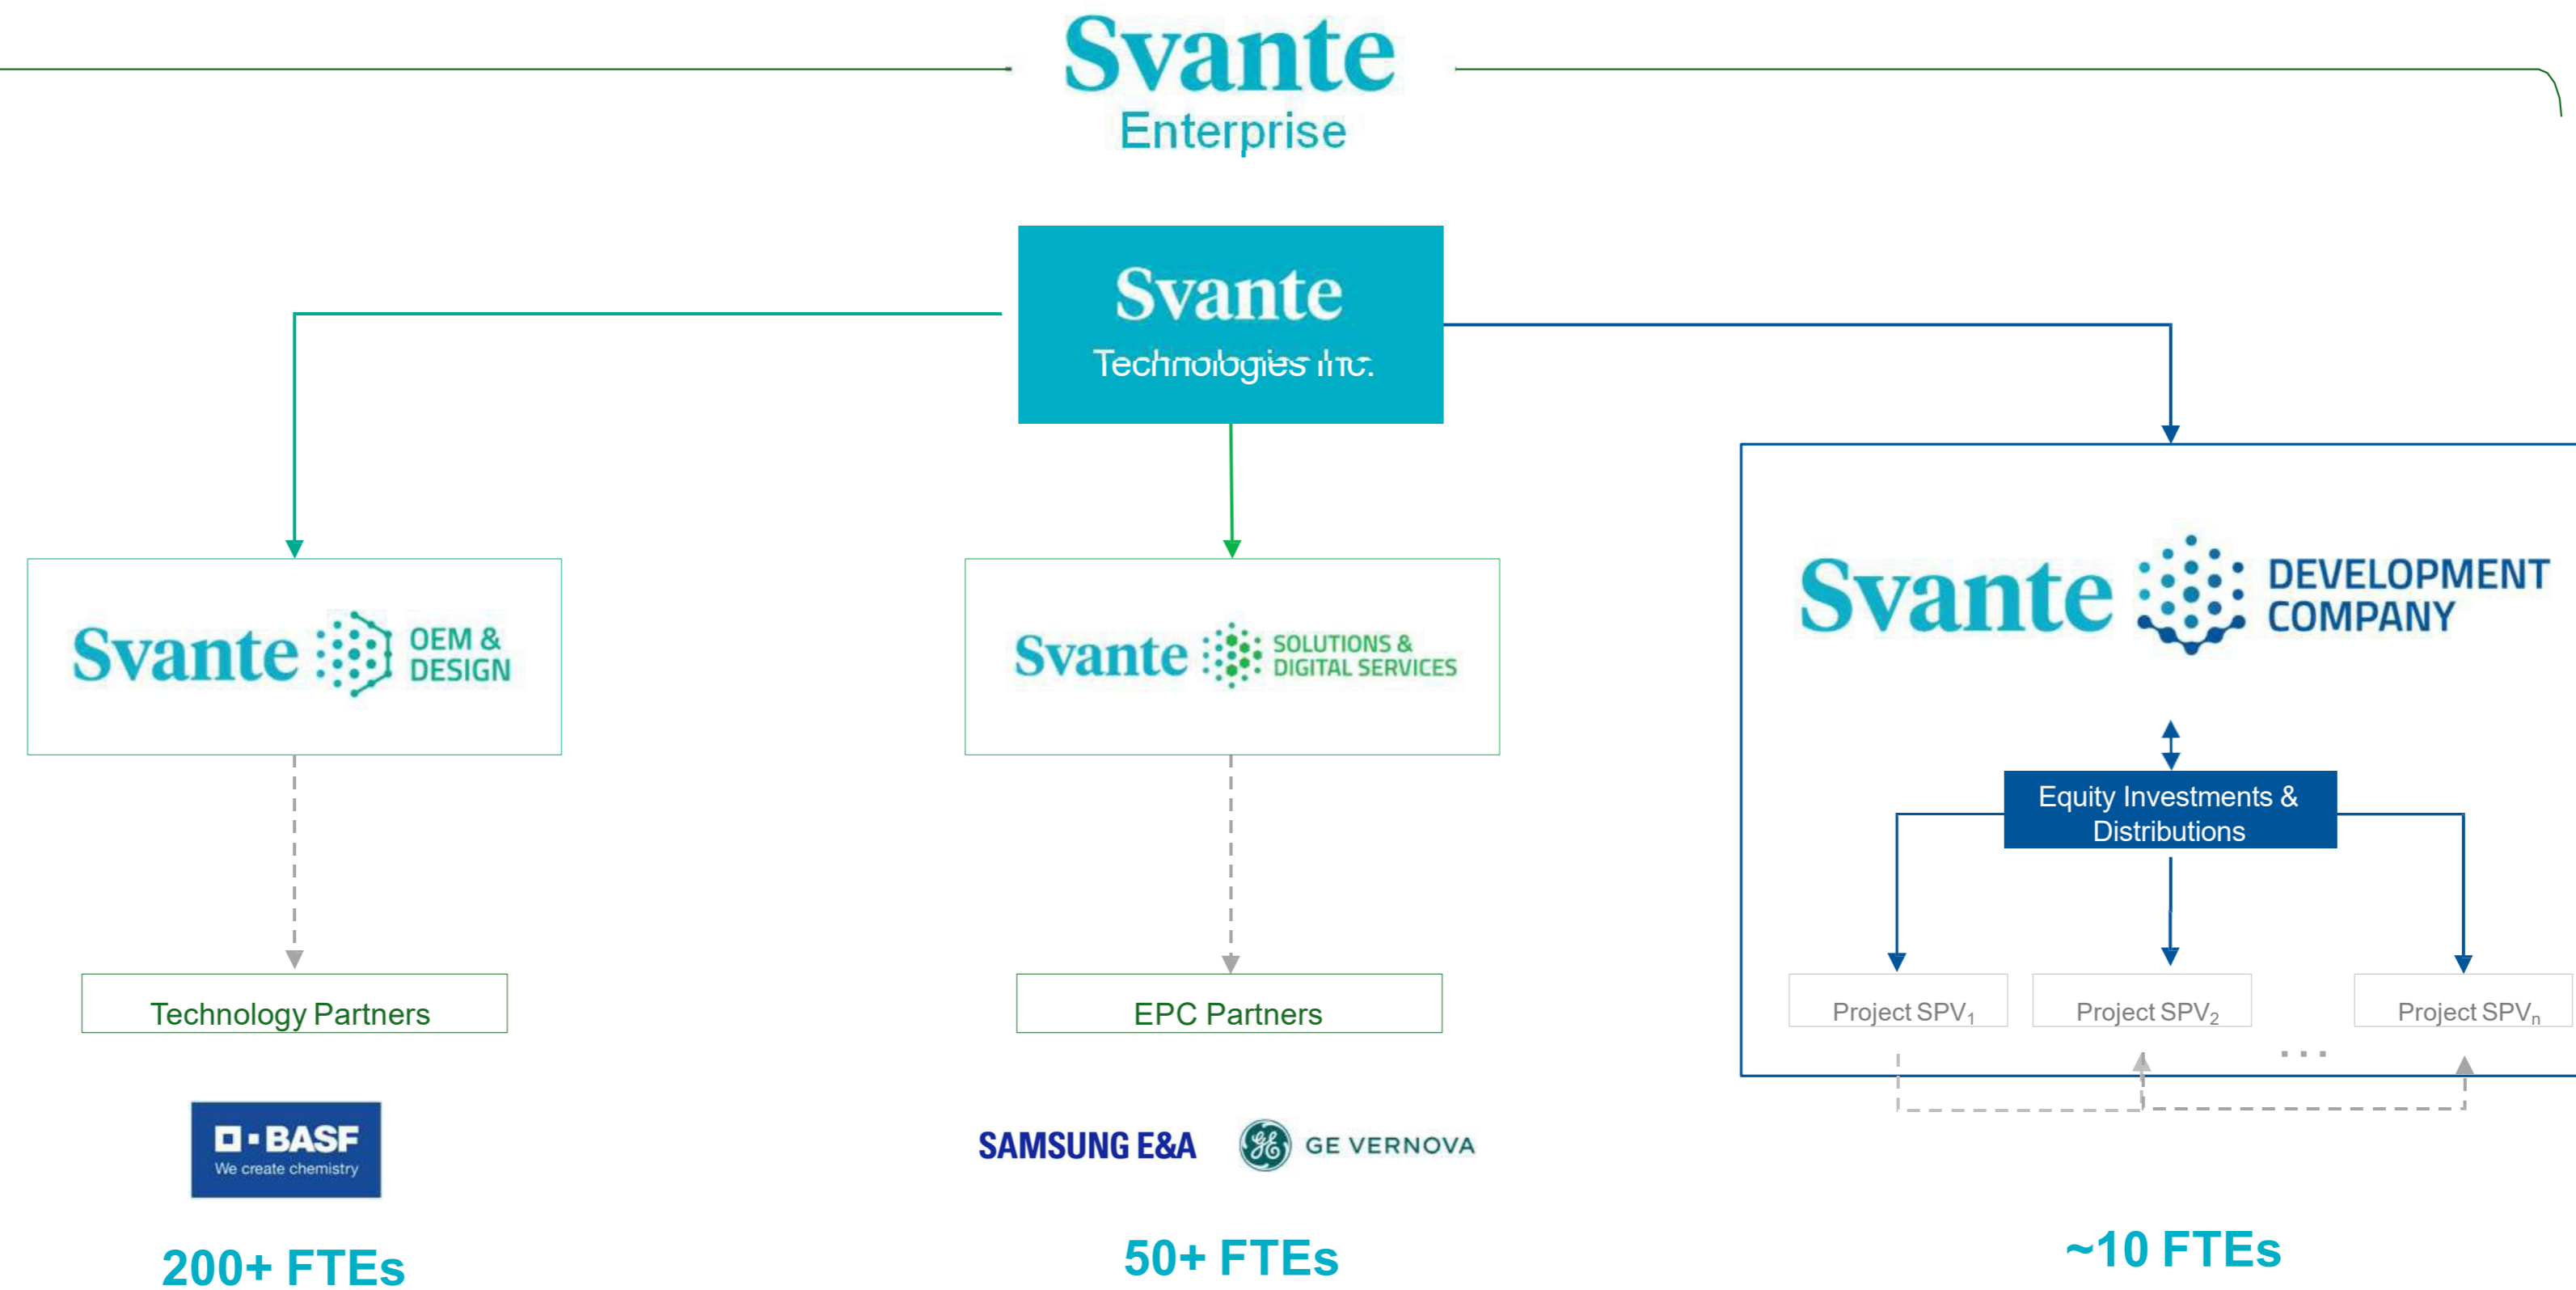 Svante
Enterprise
Svante
Technologies Inc.
Svante
OEM &
DESIGN
Svante
SOLUTIONS &
DIGITAL SERVICES
Svante
DEVELOPMENT
COMPANY
Equity Investments &
Distributions
Technology Partners
EPC Partners
Project SPV₁
Project SPV₂
...
Project SPVₙ
BASF
We create chemistry
SAMSUNG E&A
GE VERNOVA
200+ FTEs
50+ FTEs
~10 FTEs